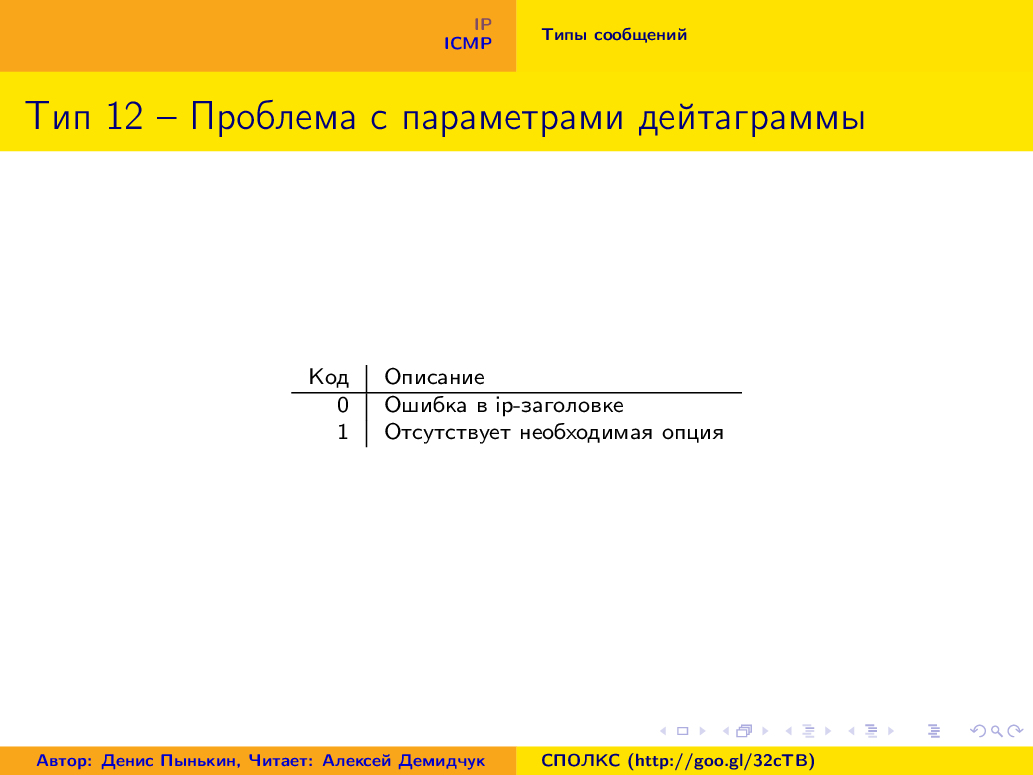 IP
ICMP
Типы сообщений
Тип 12 – Проблема с параметрами дейтаграммы
Код Описание
0 Ошибка в ip-заголовке
1 Отсутствует необходимая опция
Автор: Денис Пынькин, Читает: Алексей Демидчук
СПОЛКС (http://goo.gl/32cTB)